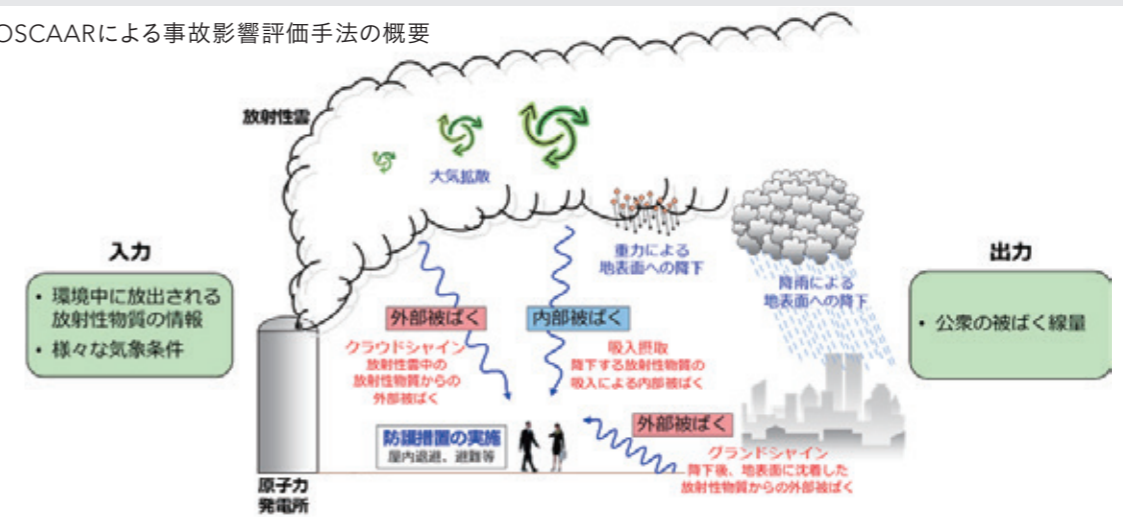 OSCAARによる事故影響評価手法の概要
放射性雲
大気拡散
重力による
地表面への降下
降雨による
地表面への降下
入力
・環境中に放出される
放射性物質の情報
・様々な気象条件
出力
・公衆の被ばく線量
外部被ばく
クラウドシャイン
放射性雲中の
放射性物質からの
外部被ばく
内部被ばく
吸入摂取
降下する放射性物質の
吸入による内部被ばく
防護措置の実施
屋内退避、避難等
外部被ばく
グランドシャイン
降下後、地表面に沈着した
放射性物質からの外部被ばく
原子力
発電所